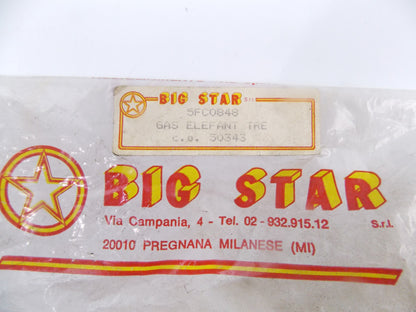 BIG STAR S.r.l.
5FC0848
GAS ELEFANT TRE
c.o. 50343
BIG STAR S.r.l.
Via Campania, 4 - Tel. 02 - 932.915.12
20010 PREGNANA MILANESE (MI)